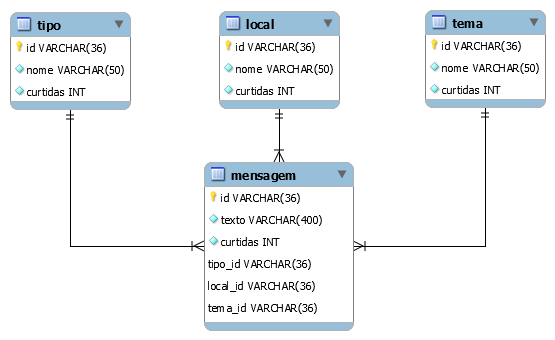 tipo
id VARCHAR(36)
nome VARCHAR(50)
curtidas INT
local
id VARCHAR(36)
nome VARCHAR(50)
curtidas INT
tema
id VARCHAR(36)
nome VARCHAR(50)
curtidas INT
mensagem
id VARCHAR(36)
texto VARCHAR(400)
curtidas INT
tipo_id VARCHAR(36)
local_id VARCHAR(36)
tema_id VARCHAR(36)